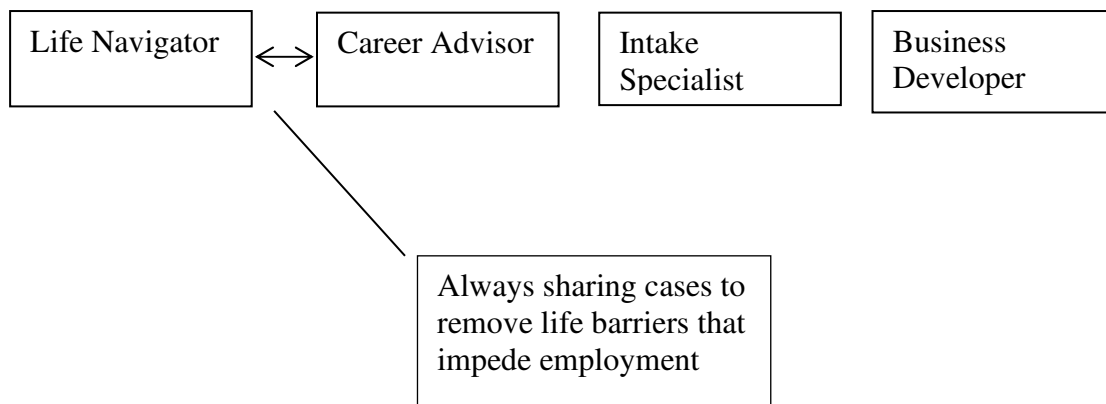 Life Navigator
Career Advisor
Intake
Specialist
Business
Developer
Always sharing cases to
remove life barriers that
impede employment